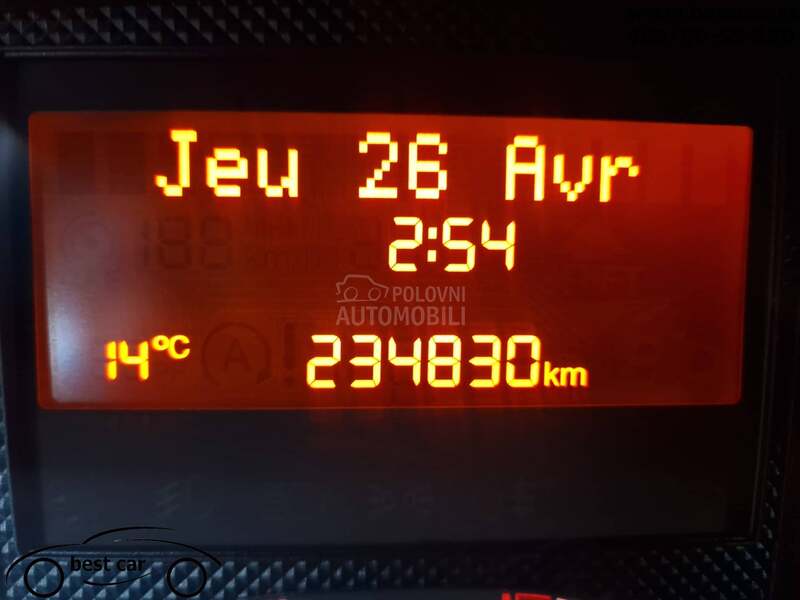 Jeu 26 Avr
2:54
POLOVNI
AUTOMOBILI
14°C 234830km
best car